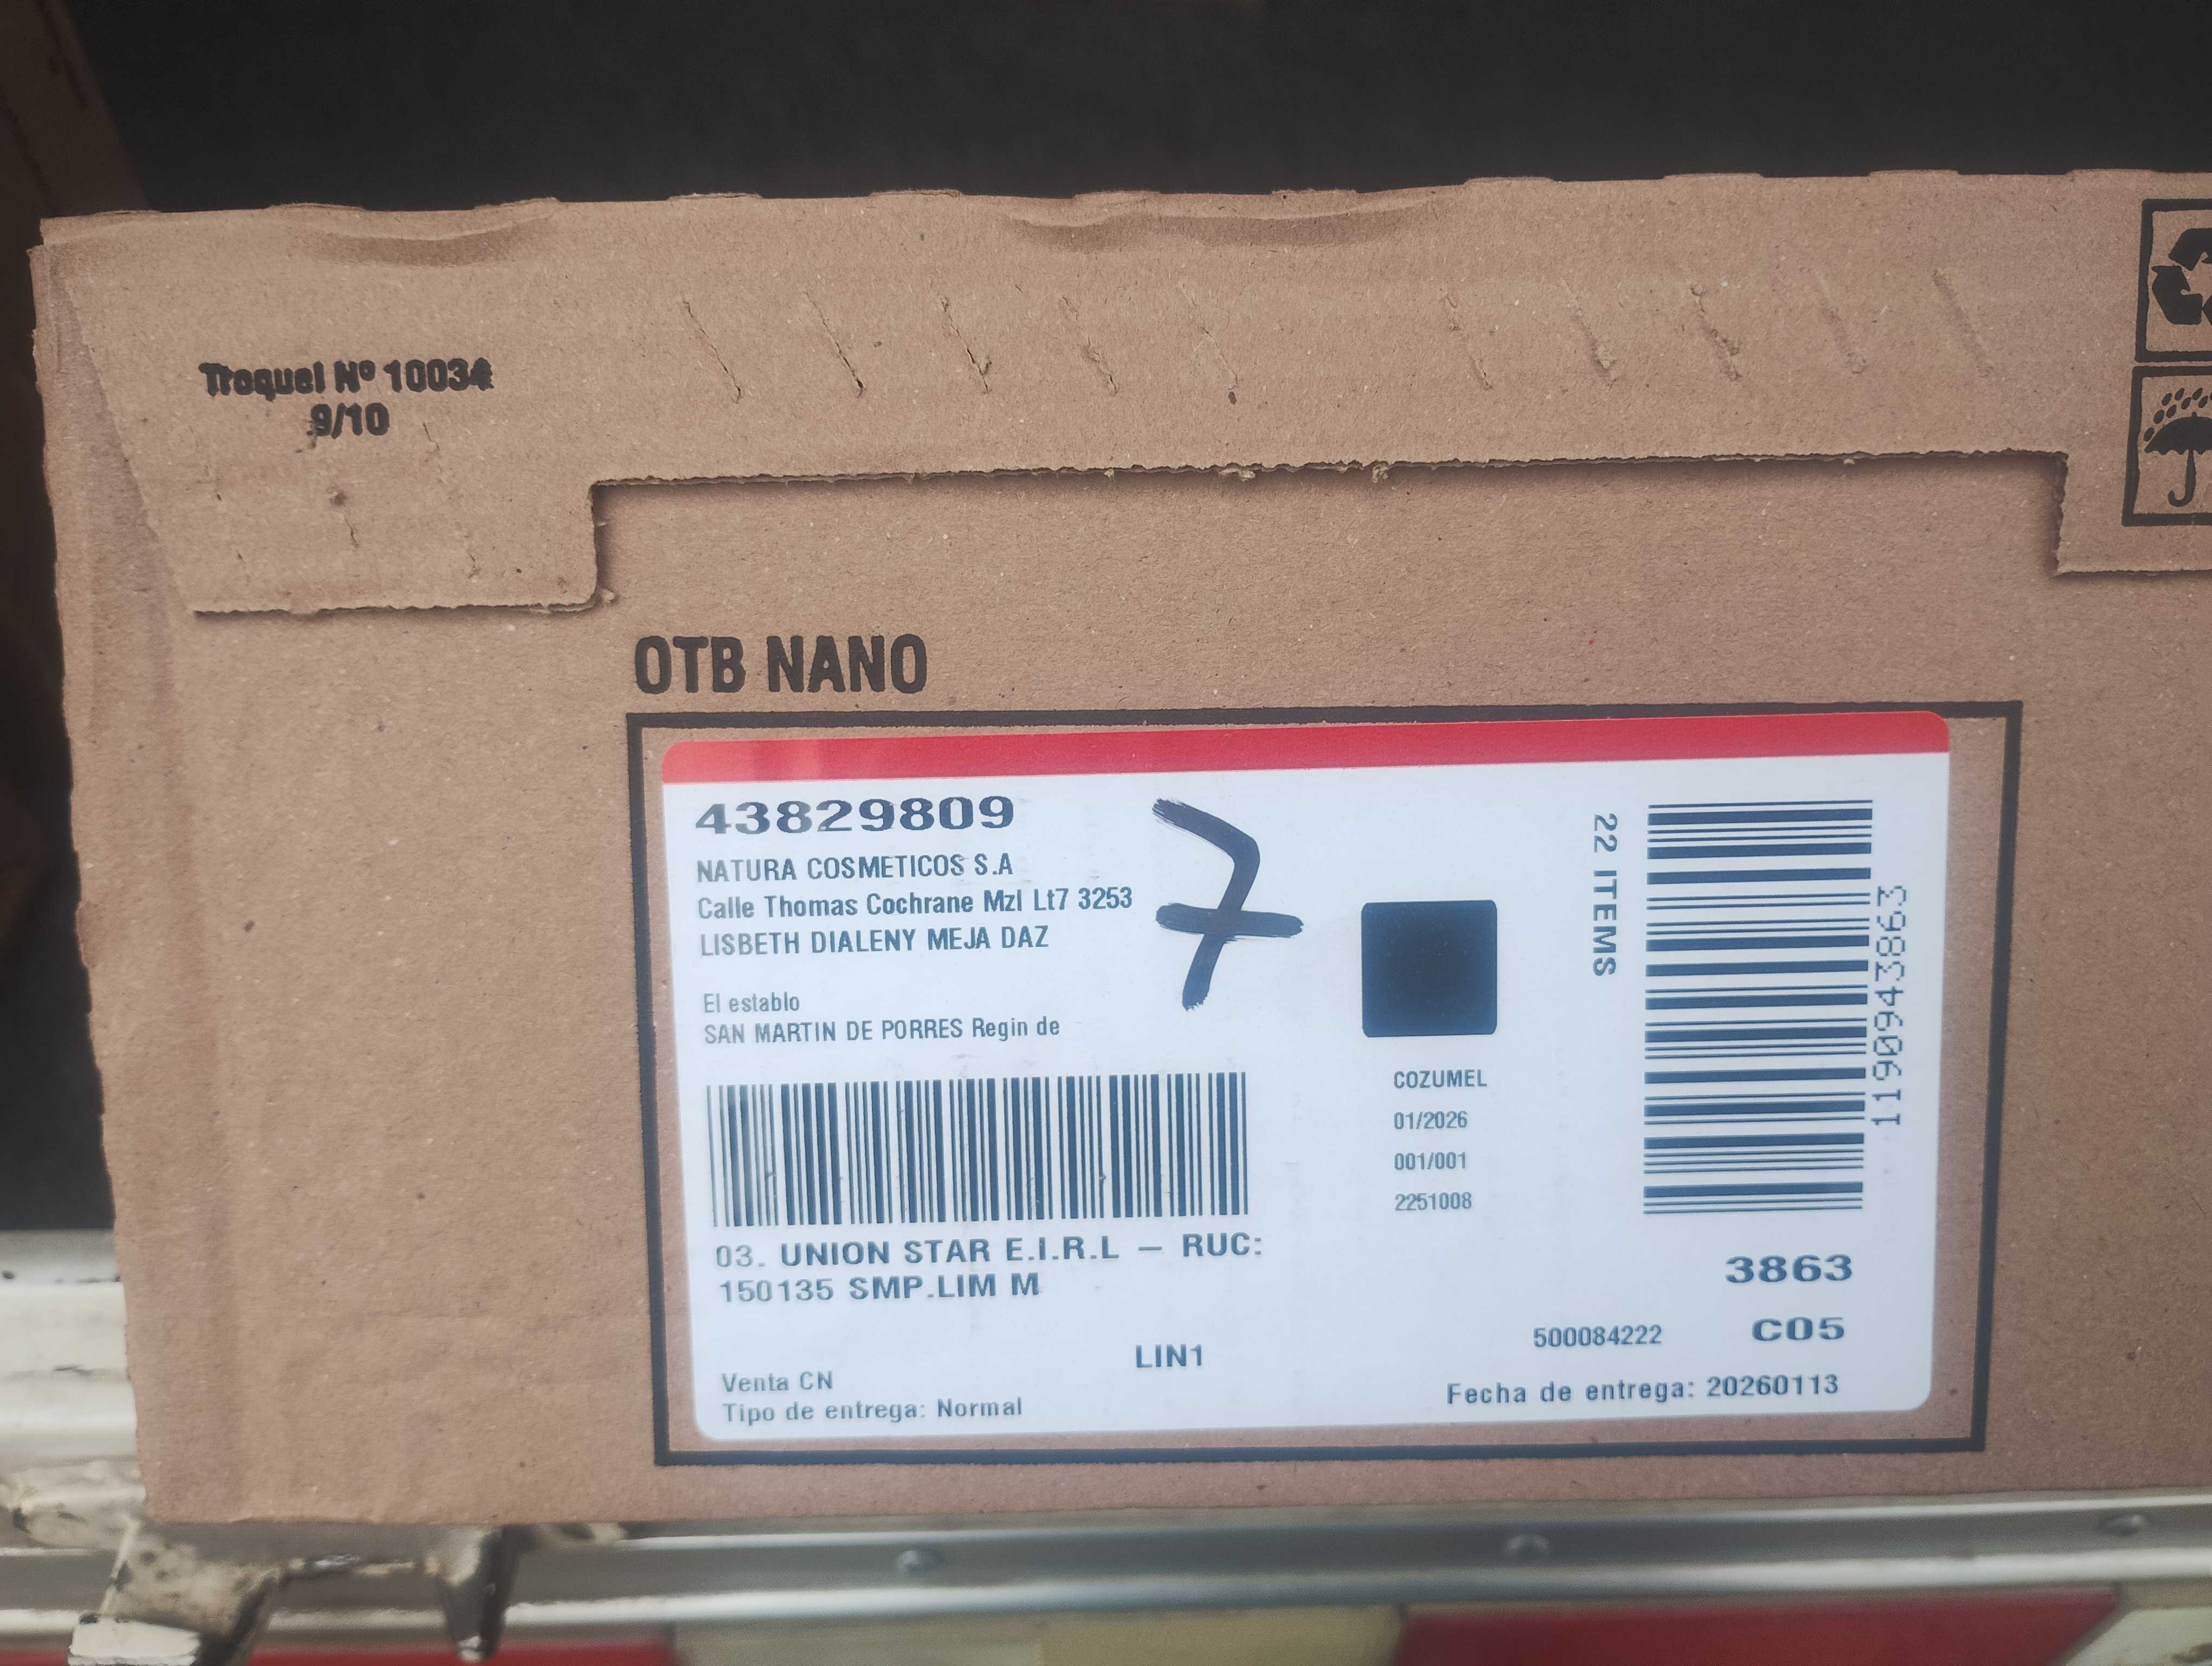 Troquel Nº 10034
9/10
OTB NANO
43829809
NATURA COSMETICOS S.A
Calle Thomas Cochrane Mzl Lt7 3253
LISBETH DIALENY MEJA DAZ
7
El establo
SAN MARTIN DE PORRES Regin de
22 ITEMS
1190943863
COZUMEL
01/2026
001/001
2251008
03. UNION STAR E.I.R.L – RUC:
150135 SMP.LIM M
3863
LIN1
500084222
C05
Venta CN
Tipo de entrega: Normal
Fecha de entrega: 20260113